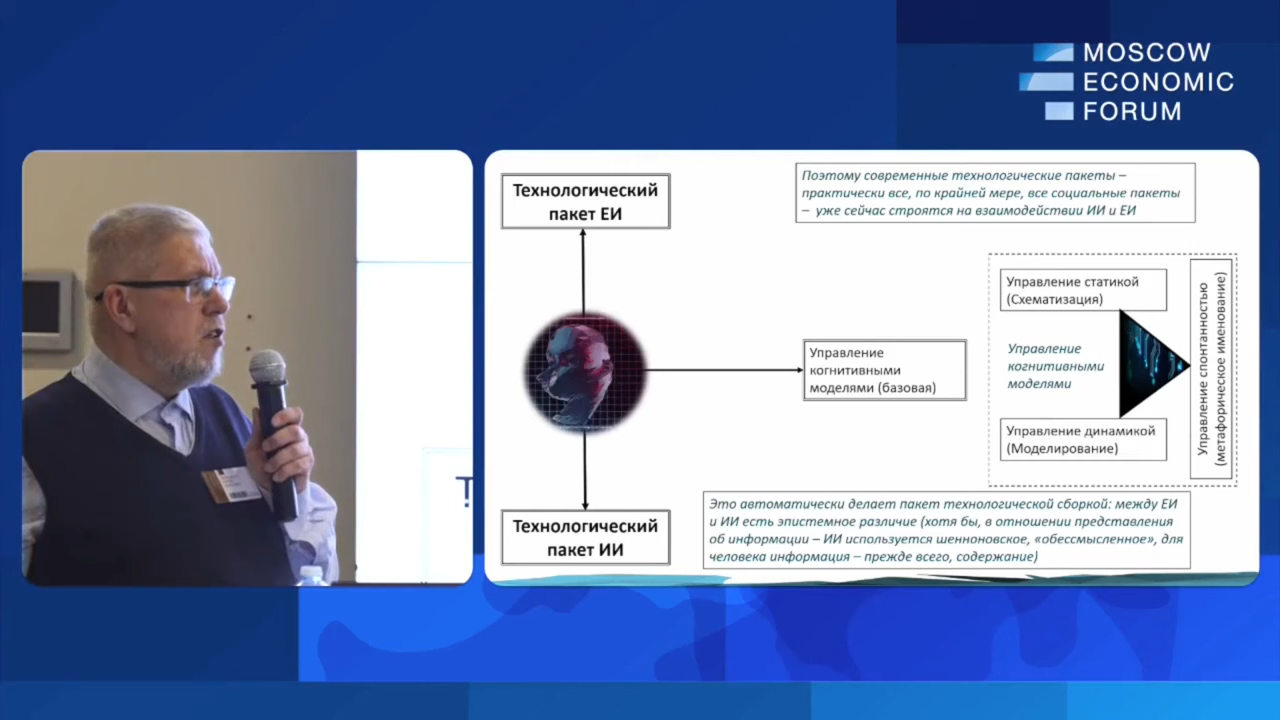 MOSCOW
ECONOMIC
FORUM
Технологический
пакет ЕИ
Поэтому современные технологические пакеты –
практически все, по крайней мере, все социальные пакеты
– уже сейчас строятся на взаимодействии ИИ и ЕИ
Управление статикой
(Схематизация)
Управление
когнитивными
моделями (базовая)
Управление
когнитивными
моделями
Управление спонтанностью
(метафорическое именование)
Управление динамикой
(Моделирование)
Технологический
пакет ИИ
Это автоматически делает пакет технологической сборкой: между ЕИ
и ИИ есть эпистемное различие (хотя бы, в отношении представления
об информации – ИИ используется шенноновское, «обессмысленное», для
человека информация – прежде всего, содержание)